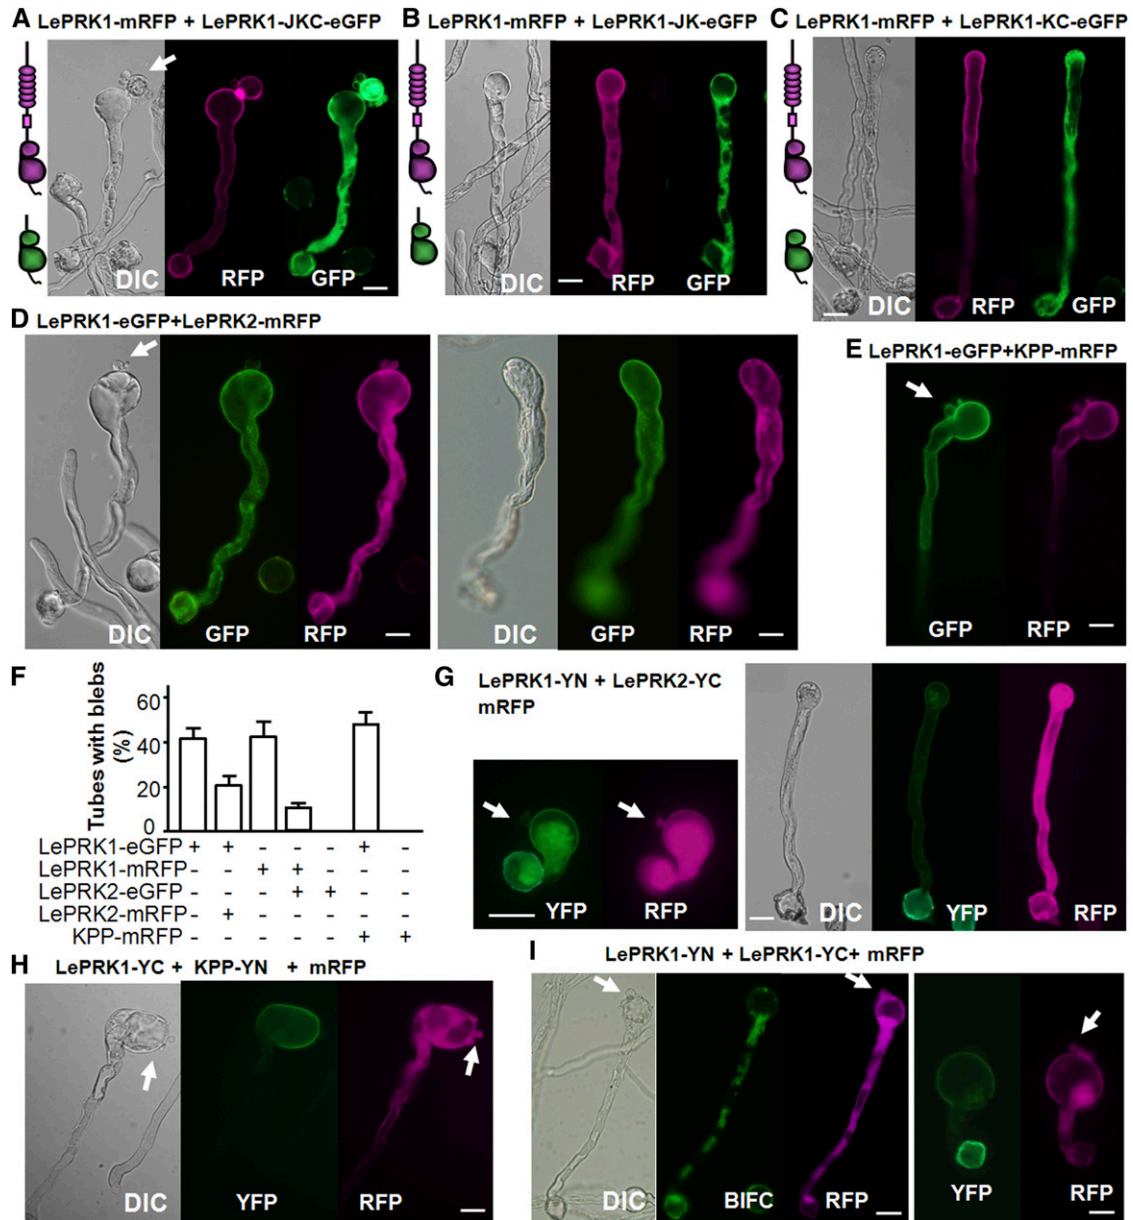 A LePRK1-mRFP + LePRK1-JKC-eGFP
DIC RFP GFP
B LePRK1-mRFP + LePRK1-JK-eGFP
DIC RFP GFP
C LePRK1-mRFP + LePRK1-KC-eGFP
DIC RFP GFP
D LePRK1-eGFP+LePRK2-mRFP
DIC GFP RFP
DIC GFP RFP
E LePRK1-eGFP+KPP-mRFP
GFP RFP
F
Tubes with blebs
(%)
60
40
20
0
LePRK1-eGFP + + - - - + -
LePRK1-mRFP - - + + - - -
LePRK2-eGFP - - - + + - -
LePRK2-mRFP - + - - - - -
KPP-mRFP - - - - - + +
G LePRK1-YN + LePRK2-YC
mRFP
YFP RFP
DIC YFP RFP
H LePRK1-YC + KPP-YN + mRFP
DIC YFP RFP
I LePRK1-YN + LePRK1-YC+ mRFP
DIC BIFC RFP
YFP RFP